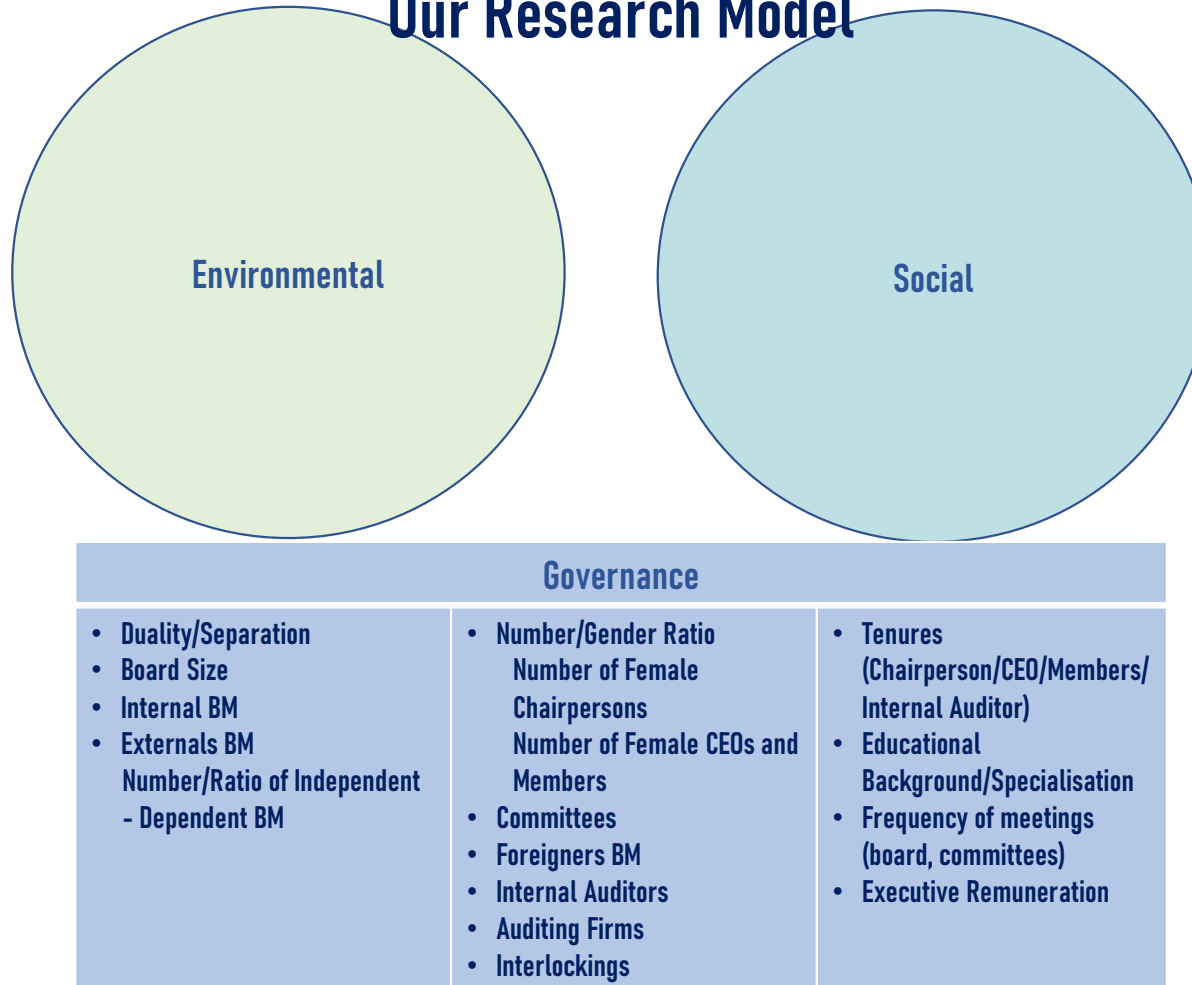 Our Research Model
Environmental
Social
Governance
• Duality/Separation
• Board Size
• Internal BM
• Externals BM
Number/Ratio of Independent
- Dependent BM
• Number/Gender Ratio
Number of Female
Chairpersons
Number of Female CEOs and
Members
• Committees
• Foreigners BM
• Internal Auditors
• Auditing Firms
• Interlockings
• Tenures
(Chairperson/CEO/Members/
Internal Auditor)
• Educational
Background/Specialisation
• Frequency of meetings
(board, committees)
• Executive Remuneration